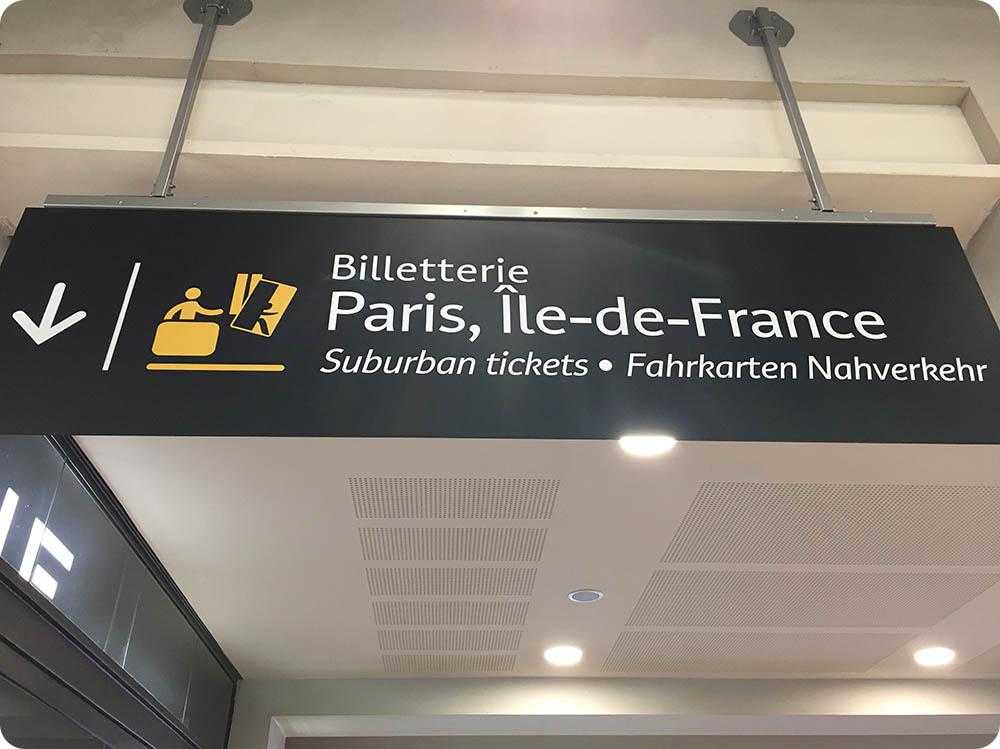 Billetterie
Paris, Île-de-France
Suburban tickets • Fahrkarten Nahverkehr